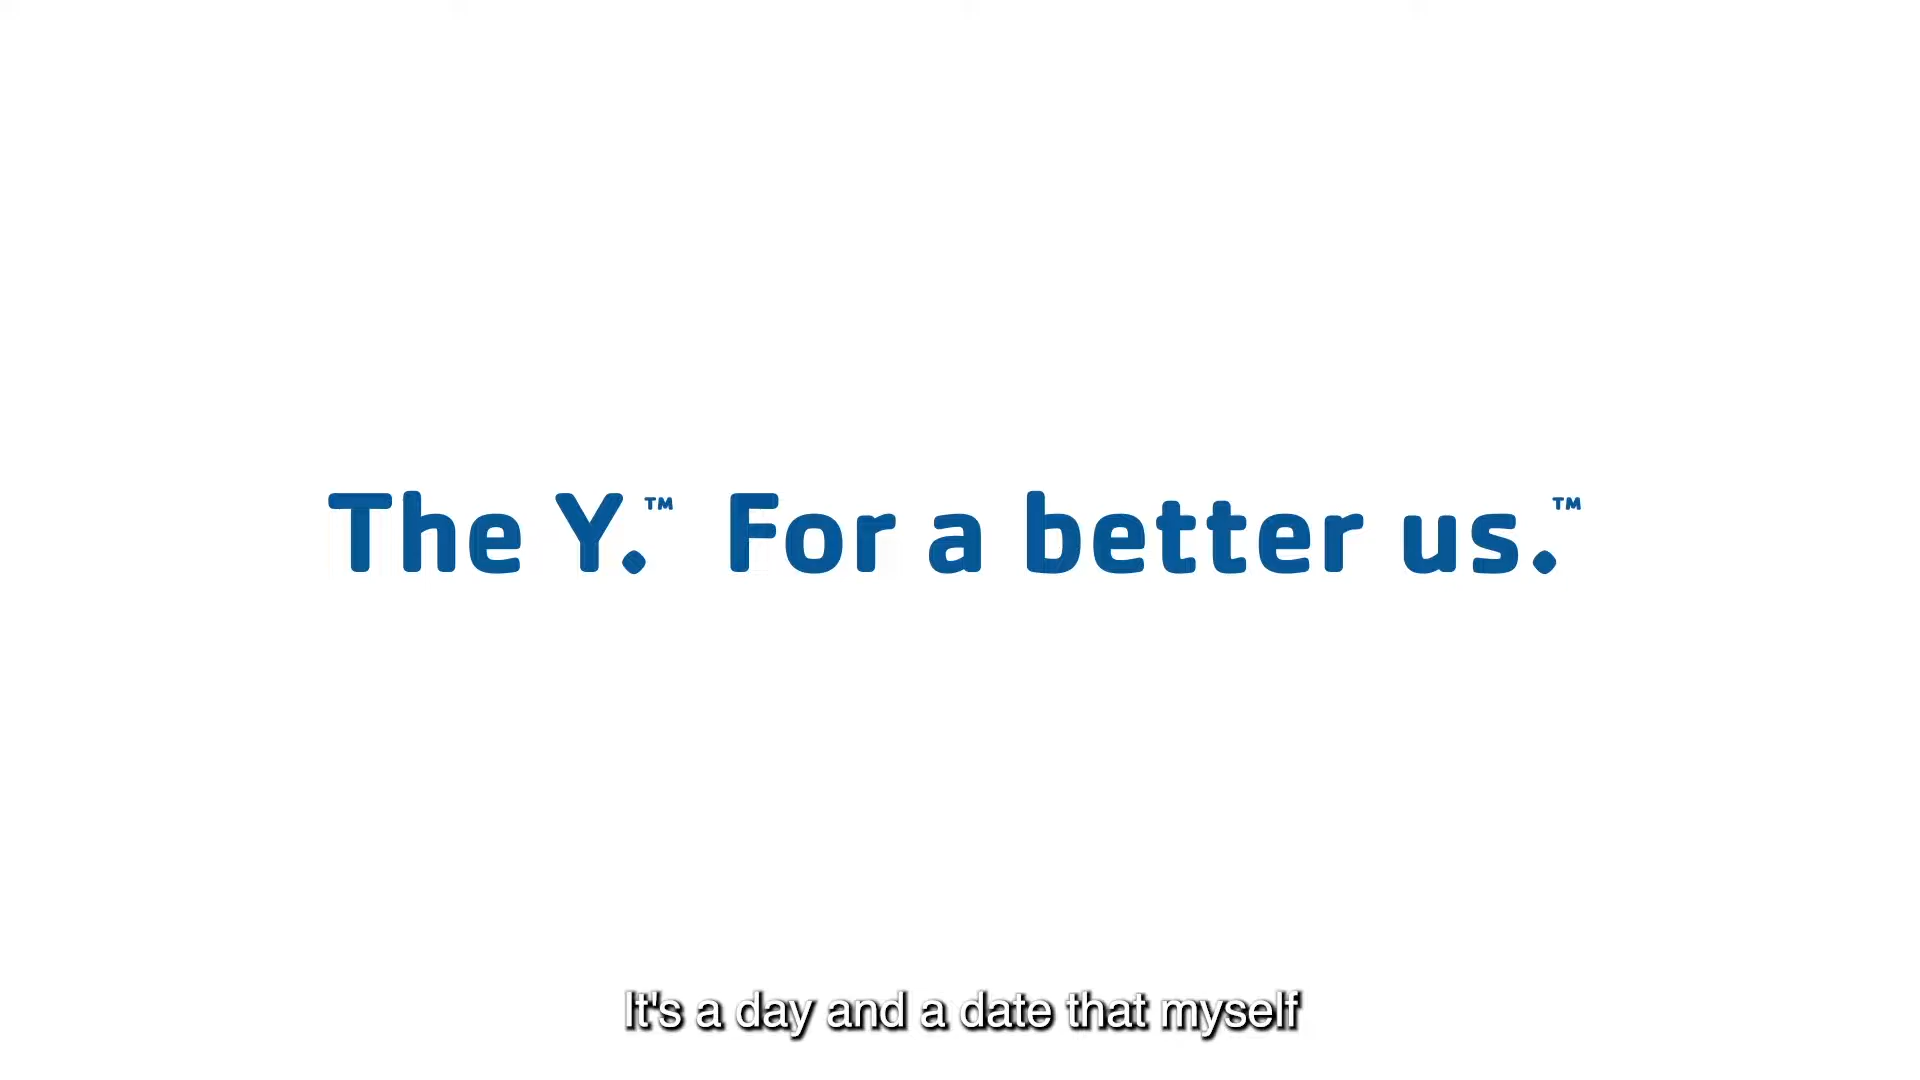 The Y.™ For a better us.™
It's a day and a date that myself